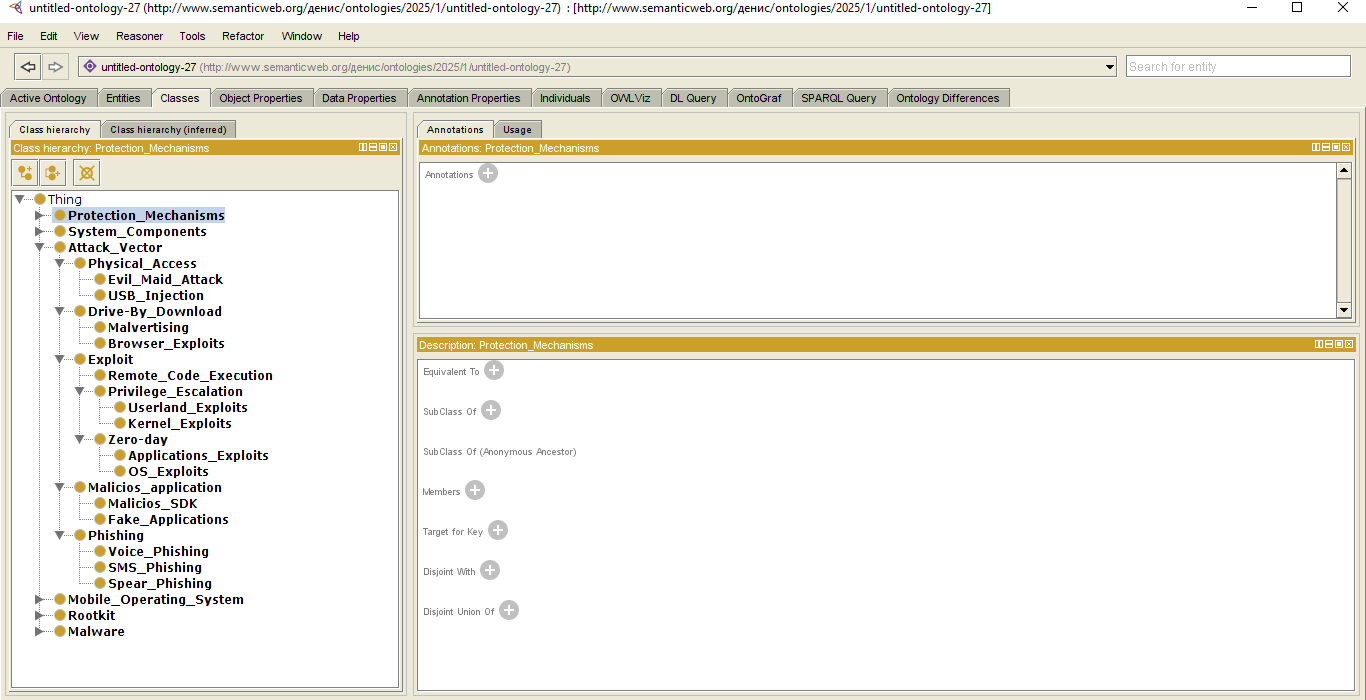 untitled-ontology-27 (http://www.semanticweb.org/денис/ontologies/2025/1/untitled-ontology-27) : [http://www.semanticweb.org/денис/ontologies/2025/1/untitled-ontology-27]
File Edit View Reasoner Tools Refactor Window Help
untitled-ontology-27 (http://www.semanticweb.org/денис/ontologies/2025/1/untitled-ontology-27)
Search for entity
Active Ontology Entities Classes Object Properties Data Properties Annotation Properties Individuals OWLViz DL Query OntoGraf SPARQL Query Ontology Differences
Class hierarchy Class hierarchy (inferred)
Class hierarchy: Protection_Mechanisms
Thing
Protection_Mechanisms
System_Components
Attack_Vector
Physical_Access
Evil_Maid_Attack
USB_Injection
Drive-By_Download
Malvertising
Browser_Exploits
Exploit
Remote_Code_Execution
Privilege_Escalation
Userland_Exploits
Kernel_Exploits
Zero-day
Applications_Exploits
OS_Exploits
Malicios_application
Malicios_SDK
Fake_Applications
Phishing
Voice_Phishing
SMS_Phishing
Spear_Phishing
Mobile_Operating_System
Rootkit
Malware
Annotations Usage
Annotations: Protection_Mechanisms
Annotations
Description: Protection_Mechanisms
Equivalent To
SubClass Of
SubClass Of (Anonymous Ancestor)
Members
Target for Key
Disjoint With
Disjoint Union Of